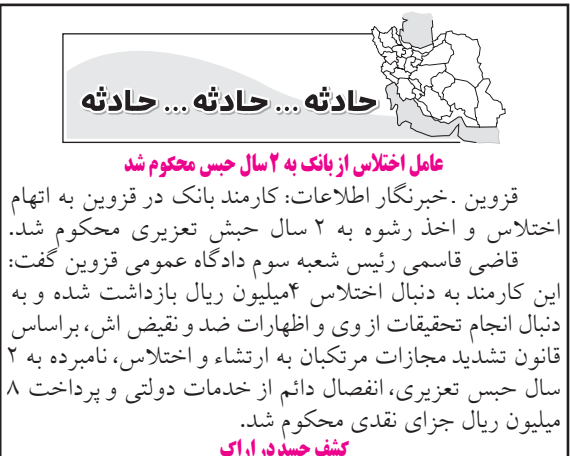 حادثه ... حادثه ... حادثه
عامل اختلاس از بانک به ۲ سال حبس محکوم شد
قزوین ـ خبرنگار اطلاعات: کارمند بانک در قزوین به اتهام
اختلاس و اخذ رشوه به ۲ سال حبش تعزیری محکوم شد.
قاضی قاسمی رئیس شعبه سوم دادگاه عمومی قزوین گفت:
این کارمند به دنبال اختلاس ۴میلیون ریال بازداشت شده و به
دنبال انجام تحقیقات از وی و اظهارات ضد و نقیض اش، براساس
قانون تشدید مجازات مرتکبان به ارتشاء و اختلاس، نامبرده به ۲
سال حبس تعزیری، انفصال دائم از خدمات دولتی و پرداخت ۸
میلیون ریال جزای نقدی محکوم شد.
کشف جسد در اراک